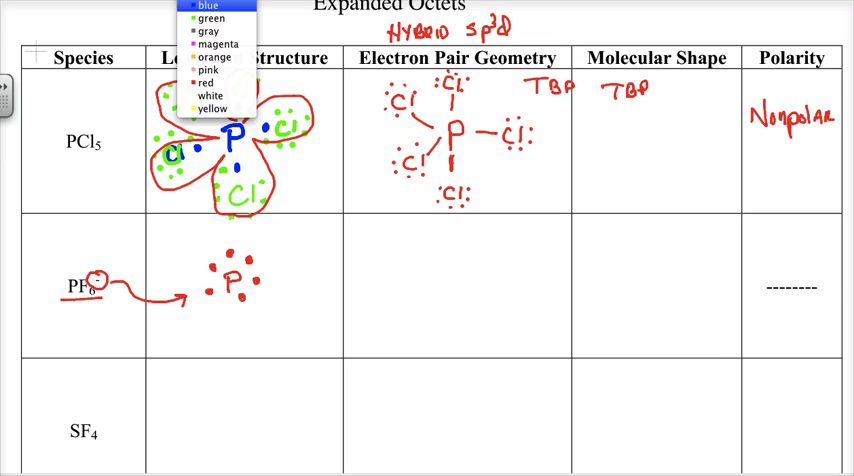 Expanded Octets
blue
green
gray
magenta
orange
pink
red
white
yellow
HYBRID sp³d
Species
Electron Pair Geometry
Molecular Shape
Polarity
PCl₅
P
Cl
Cl
Cl
Cl
Cl
P
Cl
Cl
Cl
TBP
TBP
Nonpolar
PF₆⁻
P
--------
SF₄